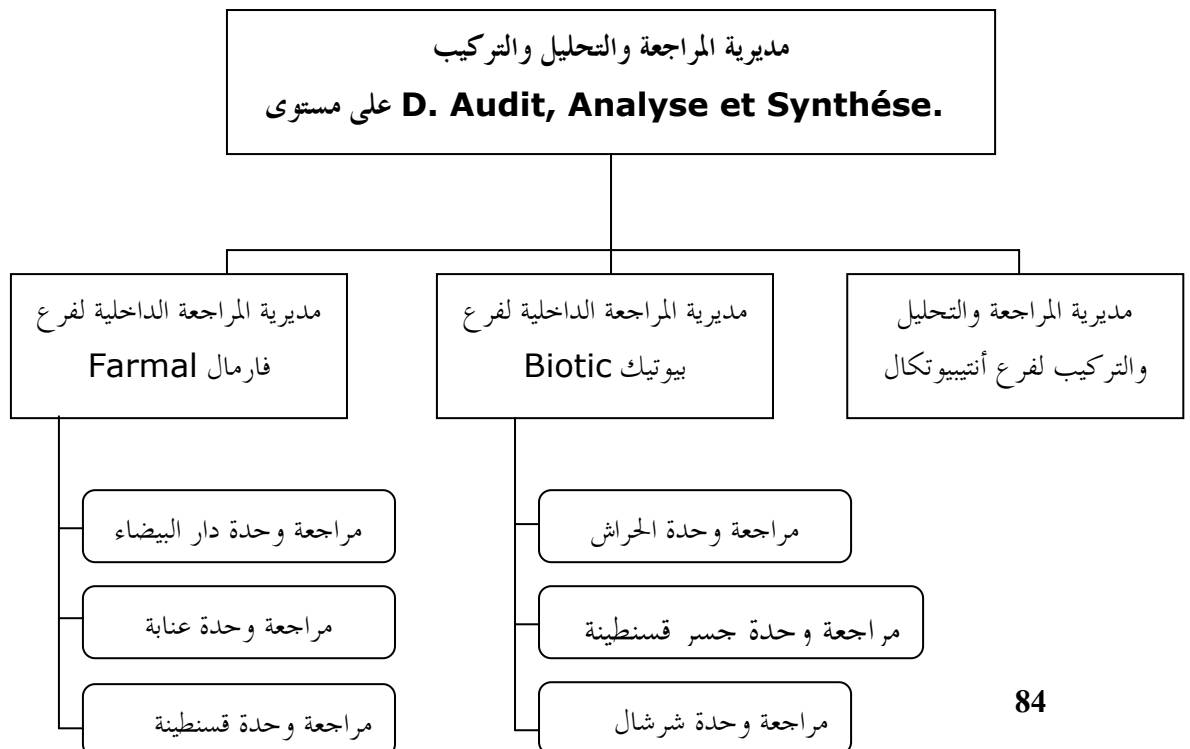 مديرية المراجعة والتحليل والتركيب
على مستوى D. Audit, Analyse et Synthése.
مديرية المراجعة والتحليل
والتركيب لفرع أنتيبيوتكال
مديرية المراجعة الداخلية لفرع
بيوتيك Biotic
مديرية المراجعة الداخلية لفرع
فارمال Farmal
مراجعة وحدة الحراش
مراجعة وحدة جسر قسنطينة
مراجعة وحدة شرشال
مراجعة وحدة دار البيضاء
مراجعة وحدة عنابة
مراجعة وحدة قسنطينة
84